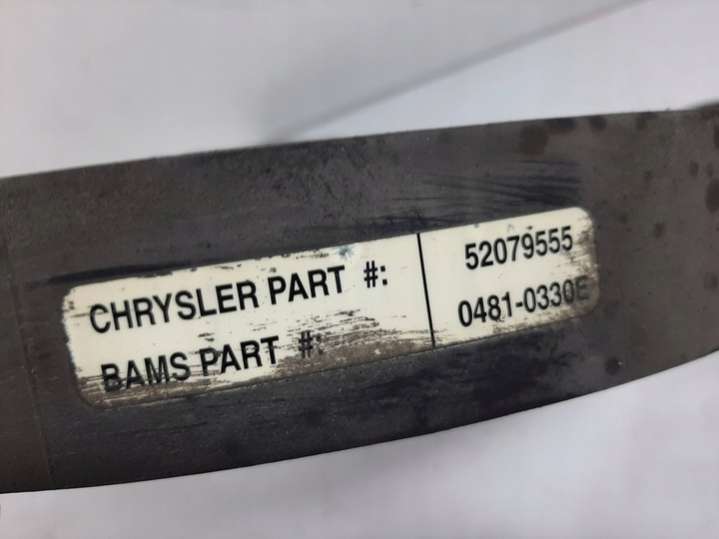 CHRYSLER PART #: 52079555
BAMS PART #: 0481-0330E